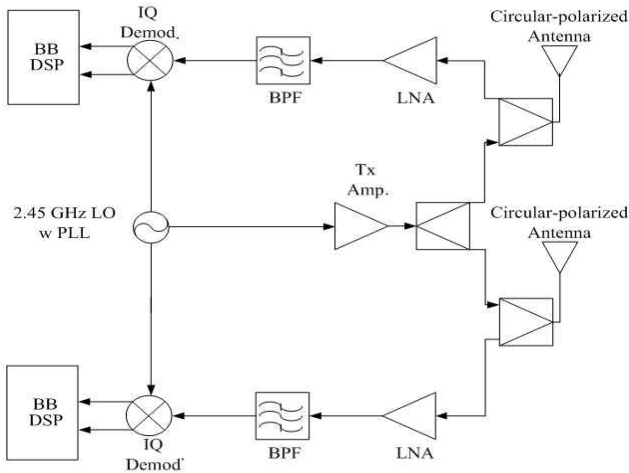 IQ
Demod.
Circular-polarized
Antenna
BB
DSP
BPF
LNA
Tx
Amp.
2.45 GHz LO
w PLL
Circular-polarized
Antenna
BB
DSP
BPF
LNA
IQ
Demod.